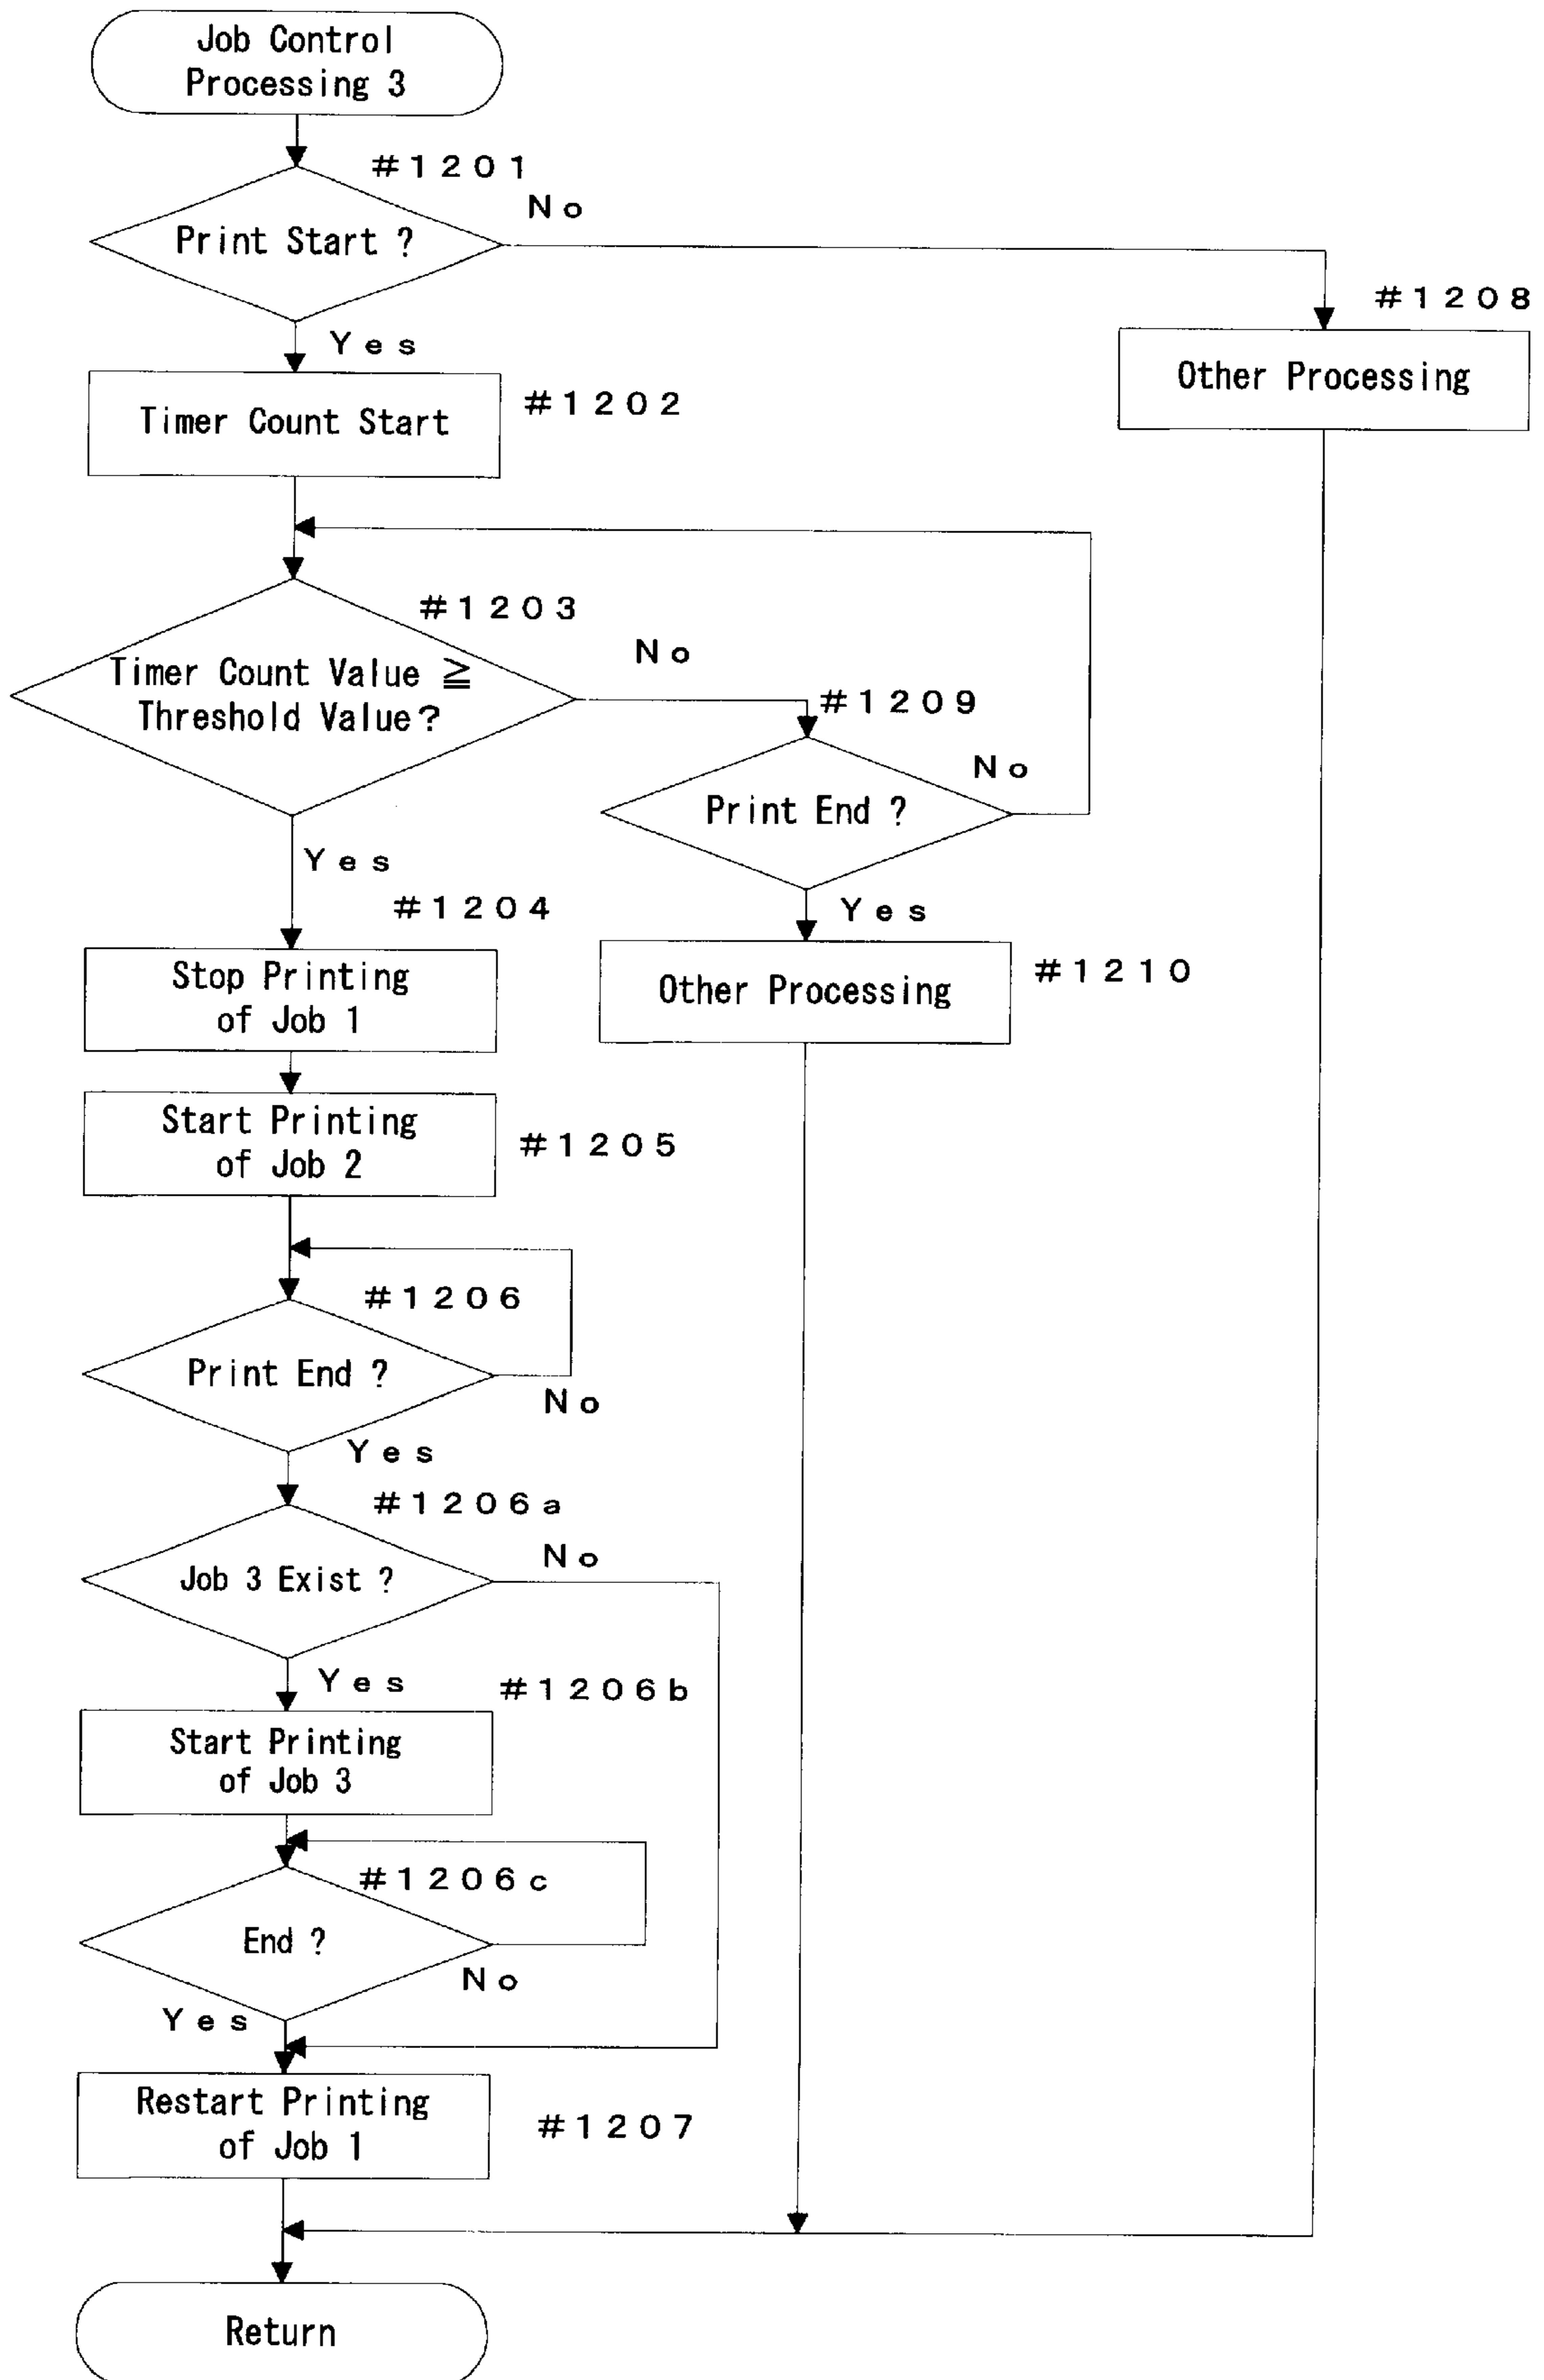 Job Control
Processing 3
#1201
No
Print Start ?
#1208
Yes
Other Processing
Timer Count Start
#1202
#1203
No
Timer Count Value ≧
Threshold Value?
#1209
No
Print End ?
Yes
#1204
Yes
Stop Printing
of Job 1
Other Processing
#1210
Start Printing
of Job 2
#1205
#1206
Print End ?
No
Yes
#1206a
No
Job 3 Exist ?
Yes
#1206b
Start Printing
of Job 3
#1206c
End ?
No
Yes
Restart Printing
of Job 1
#1207
Return